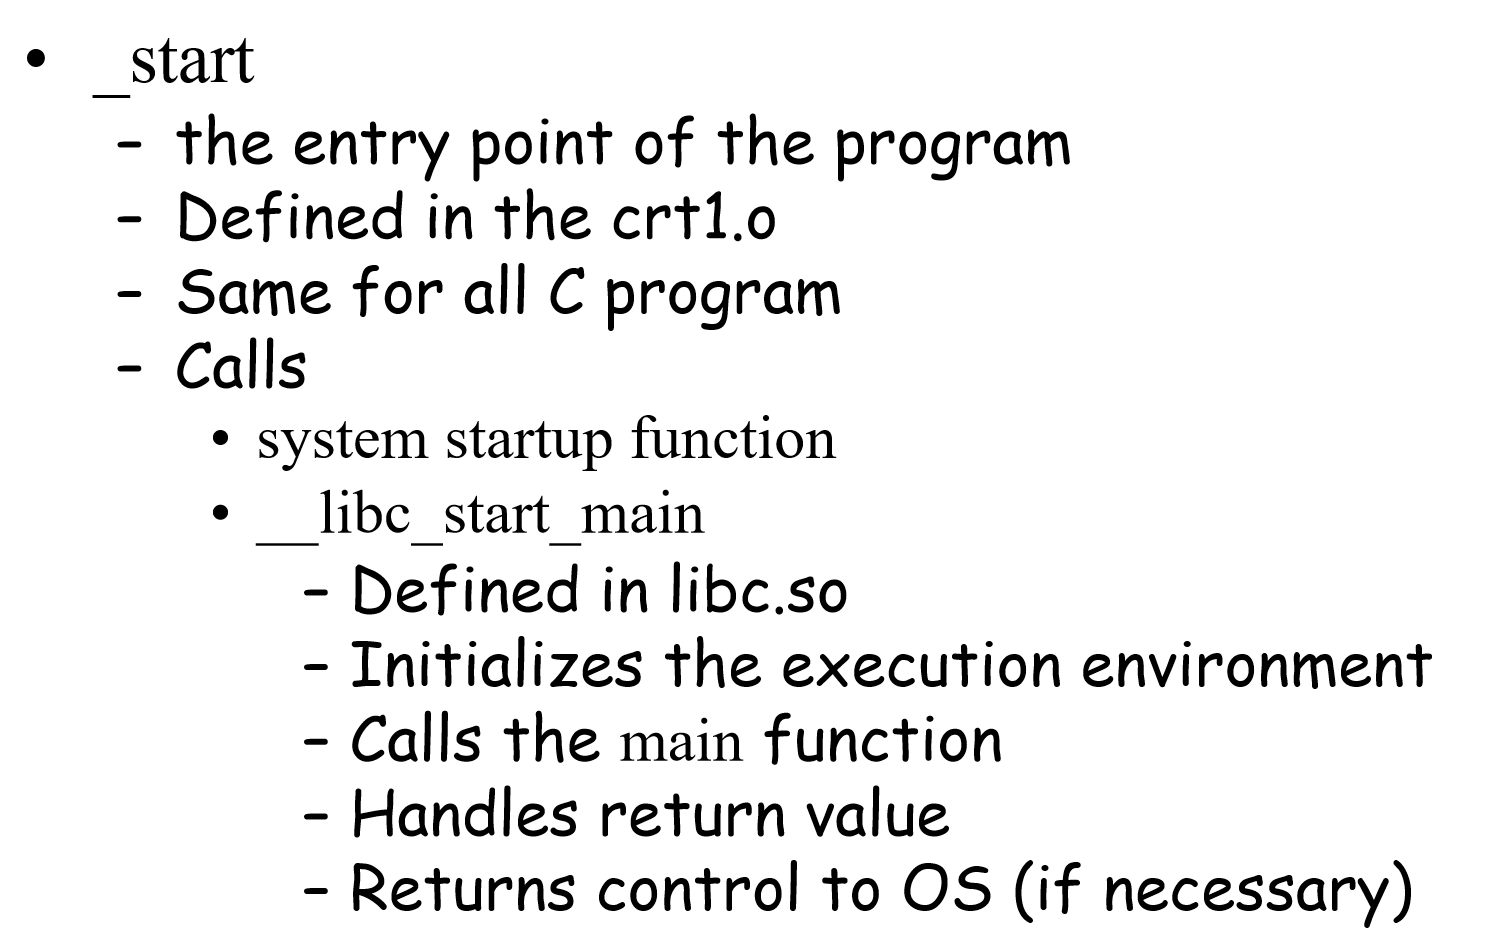 • _start
– the entry point of the program
– Defined in the crt1.o
– Same for all C program
– Calls
• system startup function
• __libc_start_main
– Defined in libc.so
– Initializes the execution environment
– Calls the main function
– Handles return value
– Returns control to OS (if necessary)